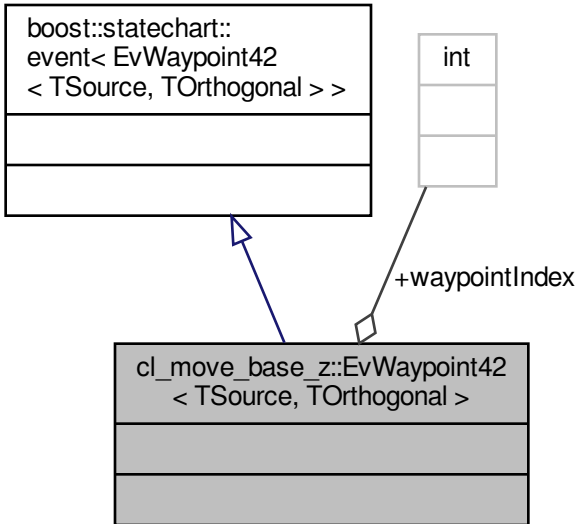 boost::statechart::
event< EvWaypoint42
< TSource, TOrthogonal > >
int
+waypointIndex
cl_move_base_z::EvWaypoint42
< TSource, TOrthogonal >